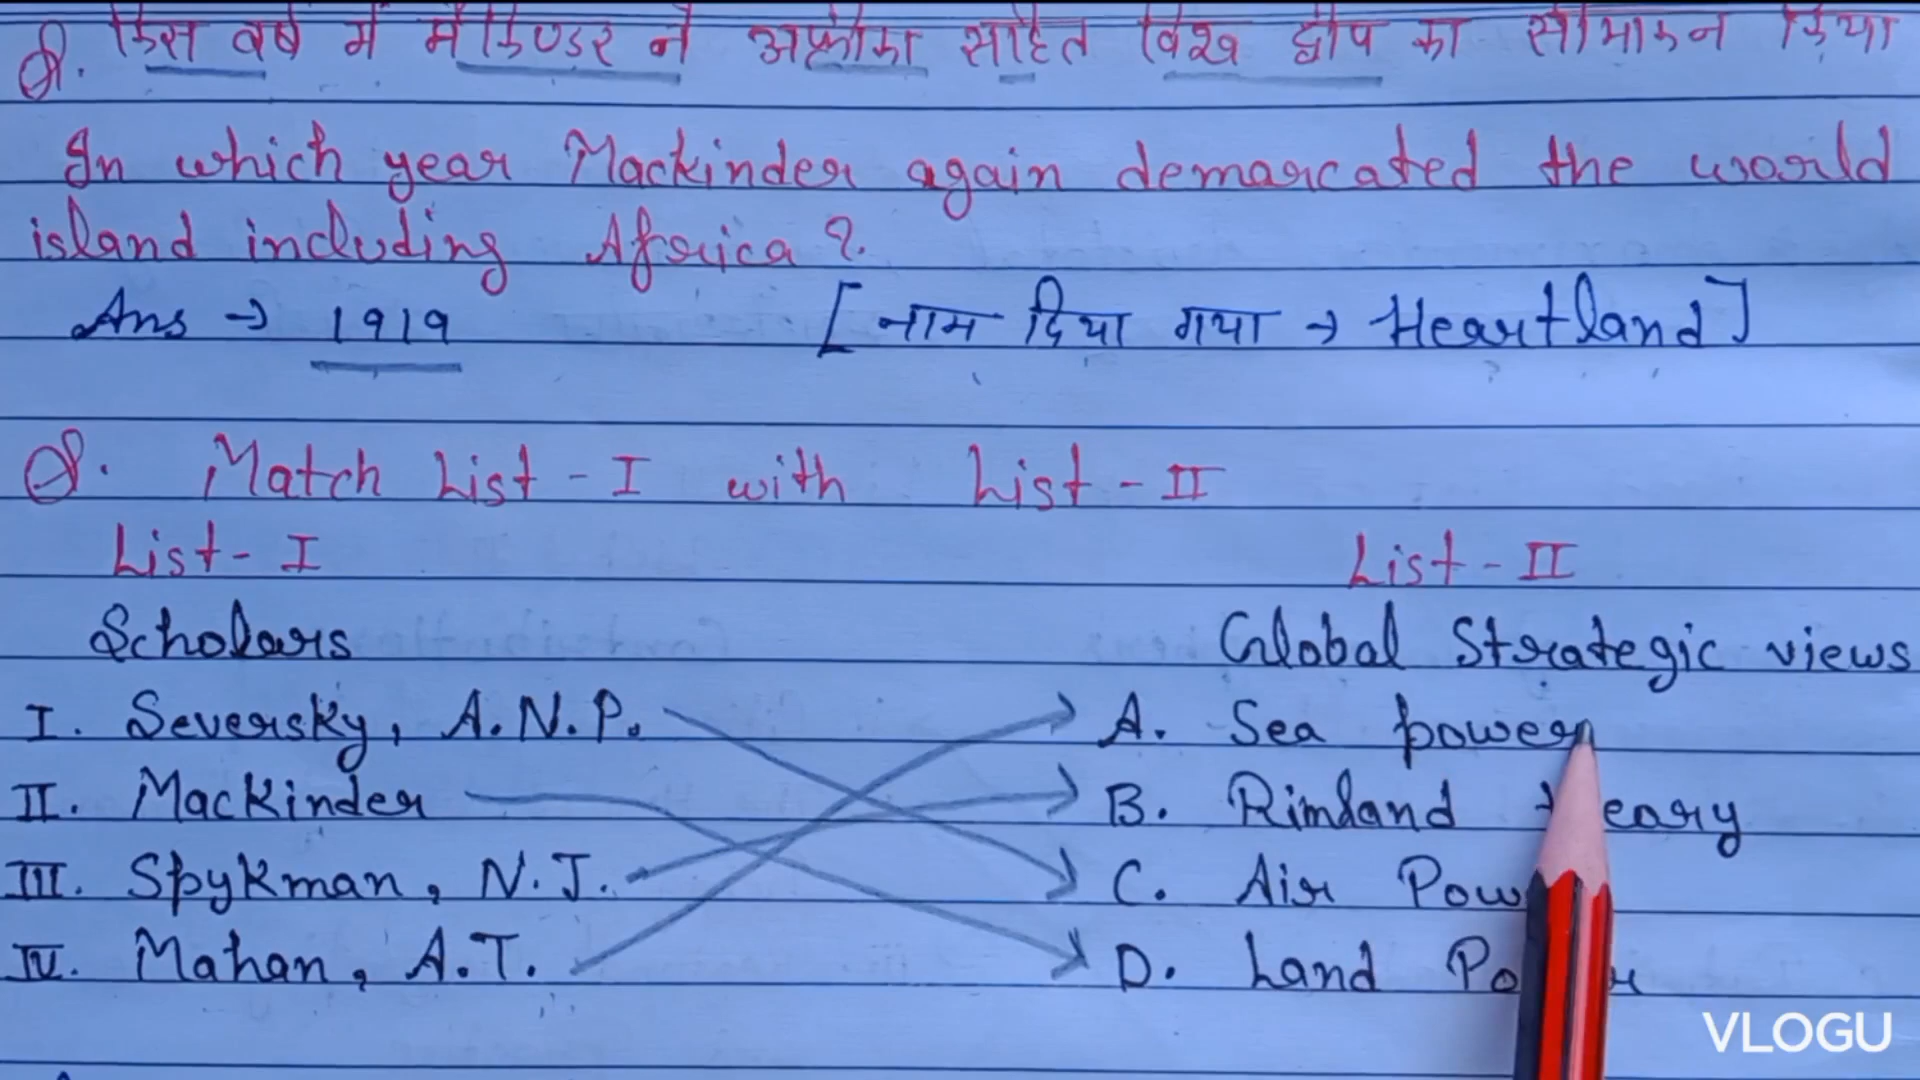 Q. किस वर्ष में मैकिण्डर ने अफ्रीका सहित विश्व द्वीप का सीमांकन किया
In which year Mackinder again demarcated the world
island including Africa ?
Ans → 1919 [नाम दिया गया → Heartland]
Q. Match List - I with List - II
List - I List - II
Scholars Global Strategic views
I. Seversky, A.N.P. A. Sea power
II. Mackinder B. Rimland
III. Spykman, N.J. C. Air
IV. Mahan, A.T. D. Land
VLOGU